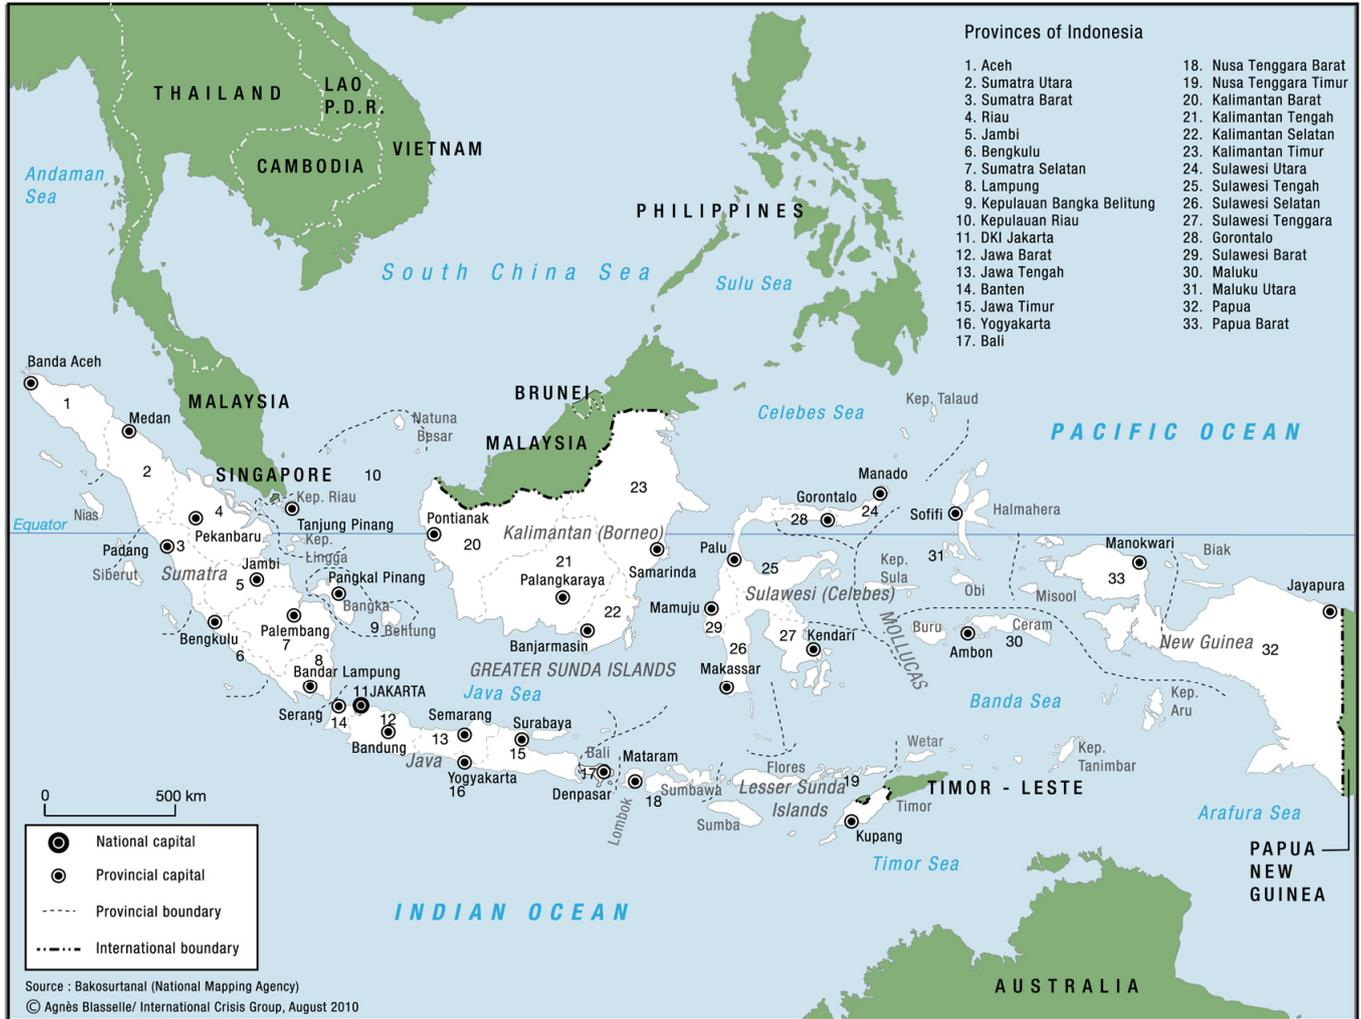 Provinces of Indonesia
1. Aceh
2. Sumatra Utara
3. Sumatra Barat
4. Riau
5. Jambi
6. Bengkulu
7. Sumatra Selatan
8. Lampung
9. Kepulauan Bangka Belitung
10. Kepulauan Riau
11. DKI Jakarta
12. Jawa Barat
13. Jawa Tengah
14. Banten
15. Jawa Timur
16. Yogyakarta
17. Bali
18. Nusa Tenggara Barat
19. Nusa Tenggara Timur
20. Kalimantan Barat
21. Kalimantan Tengah
22. Kalimantan Selatan
23. Kalimantan Timur
24. Sulawesi Utara
25. Sulawesi Tengah
26. Sulawesi Selatan
27. Sulawesi Tenggara
28. Gorontalo
29. Sulawesi Barat
30. Maluku
31. Maluku Utara
32. Papua
33. Papua Barat
THAILAND
LAO
P.D.R.
VIETNAM
CAMBODIA
Andaman
Sea
PHILIPPINES
South China Sea
Sulu Sea
Banda Aceh
1
MALAYSIA
BRUNEI
MALAYSIA
Celebes Sea
Kep. Talaud
PACIFIC OCEAN
Medan
Natuna
Besar
2
SINGAPORE
10
23
Manado
Nias
4
Kep. Riau
Gorontalo
24
Sofifi
Halmahera
Equator
Pekanbaru
Tanjung Pinang
Pontianak
Kalimantan (Borneo)
28
Padang
3
Kep.
Lingga
20
Palu
31
Manokwari
Biak
Siberut
Sumatra
Jambi
5
Pangkal Pinang
21
Palangkaraya
Samarinda
25
Kep.
Sula
33
Jayapura
Bangka
22
Mamuju
Sulawesi (Celebes)
Obi
Misool
Bengkulu
Palembang
9
Belitung
29
27
Kendari
MOLLUCAS
Buru
Ceram
30
Ambon
6
7
8
Banjarmasin
26
New Guinea
32
Bandar Lampung
GREATER SUNDA ISLANDS
Makassar
Serang
11
JAKARTA
Java Sea
Banda Sea
Kep.
Aru
14
12
Bandung
Semarang
13
Surabaya
15
Java
Yogyakarta
16
Bali
17
Denpasar
Mataram
Lombok
18
Sumbawa
Flores
Lesser Sunda
Islands
19
Sumba
Wetar
Kep.
Tanimbar
TIMOR - LESTE
Timor
Kupang
Timor Sea
Arafura Sea
PAPUA
NEW
GUINEA
INDIAN OCEAN
AUSTRALIA
0
500 km
National capital
Provincial capital
Provincial boundary
International boundary
Source : Bakosurtanal (National Mapping Agency)
© Agnès Blasselle/ International Crisis Group, August 2010